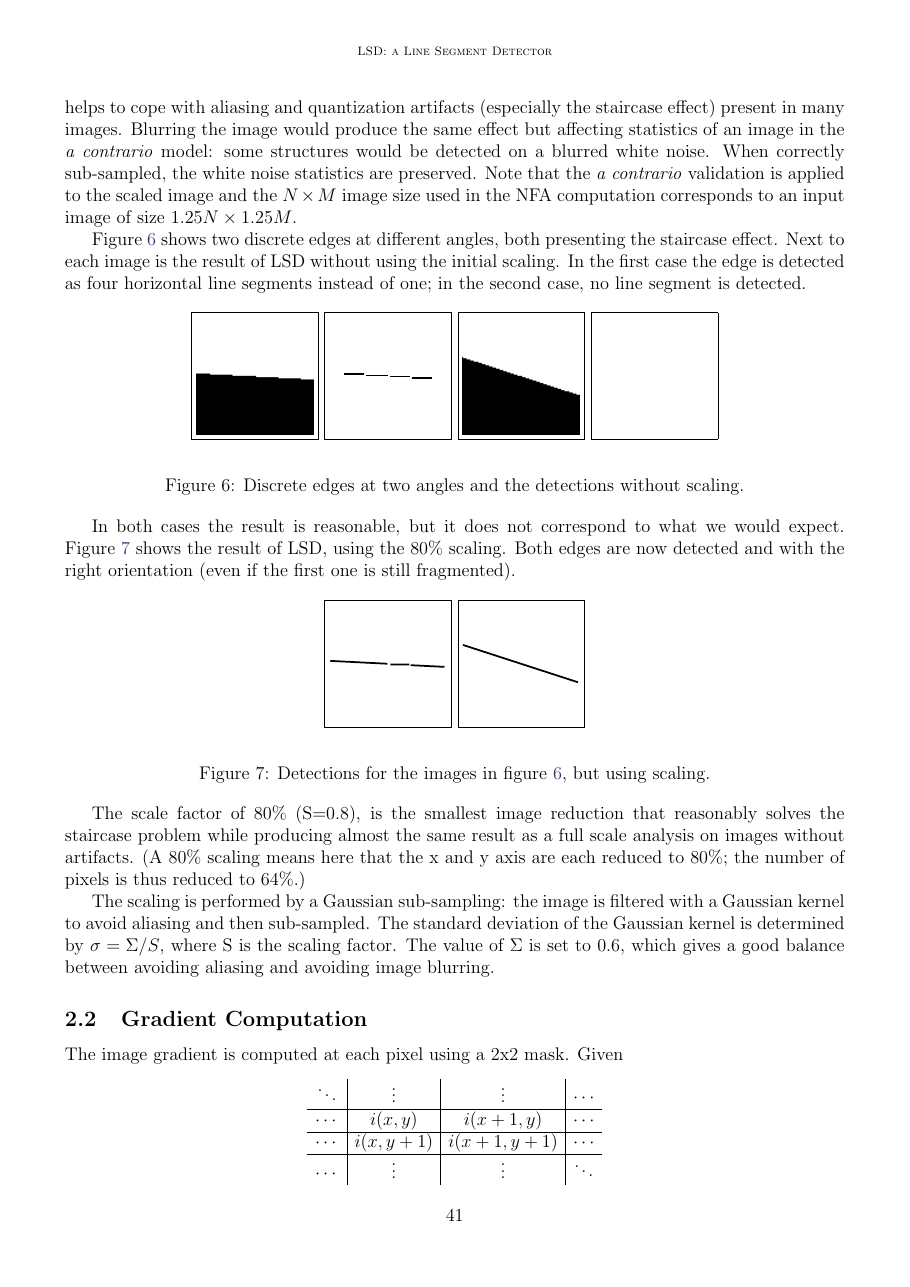 LSD: a Line Segment Detector
helps to cope with aliasing and quantization artifacts (especially the staircase effect) present in many
images. Blurring the image would produce the same effect but affecting statistics of an image in the
a contrario model: some structures would be detected on a blurred white noise. When correctly
sub-sampled, the white noise statistics are preserved. Note that the a contrario validation is applied
to the scaled image and the N × M image size used in the NFA computation corresponds to an input
image of size 1.25N × 1.25M.
Figure 6 shows two discrete edges at different angles, both presenting the staircase effect. Next to
each image is the result of LSD without using the initial scaling. In the first case the edge is detected
as four horizontal line segments instead of one; in the second case, no line segment is detected.
Figure 6: Discrete edges at two angles and the detections without scaling.
In both cases the result is reasonable, but it does not correspond to what we would expect.
Figure 7 shows the result of LSD, using the 80% scaling. Both edges are now detected and with the
right orientation (even if the first one is still fragmented).
Figure 7: Detections for the images in figure 6, but using scaling.
The scale factor of 80% (S=0.8), is the smallest image reduction that reasonably solves the
staircase problem while producing almost the same result as a full scale analysis on images without
artifacts. (A 80% scaling means here that the x and y axis are each reduced to 80%; the number of
pixels is thus reduced to 64%.)
The scaling is performed by a Gaussian sub-sampling: the image is filtered with a Gaussian kernel
to avoid aliasing and then sub-sampled. The standard deviation of the Gaussian kernel is determined
by σ = Σ/S, where S is the scaling factor. The value of Σ is set to 0.6, which gives a good balance
between avoiding aliasing and avoiding image blurring.
2.2 Gradient Computation
The image gradient is computed at each pixel using a 2x2 mask. Given
⋱ ⋮ ⋮ ⋯
⋯ i(x, y) i(x + 1, y) ⋯
⋯ i(x, y + 1) i(x + 1, y + 1) ⋯
… ⋮ ⋮ ⋱
41